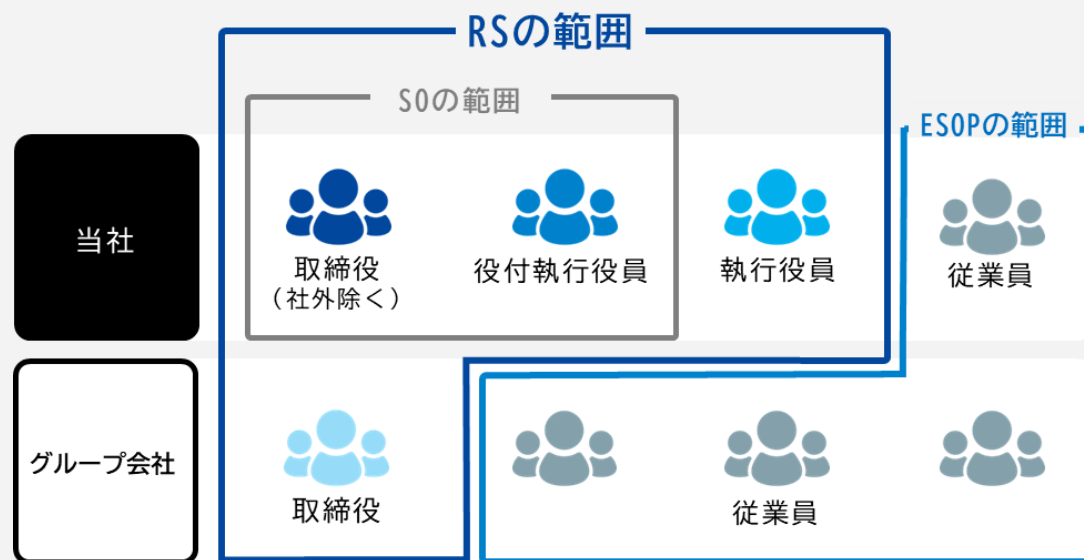 RSの範囲
SOの範囲
ESOPの範囲
当社
取締役
（社外除く）
役付執行役員
執行役員
従業員
グループ会社
取締役
従業員